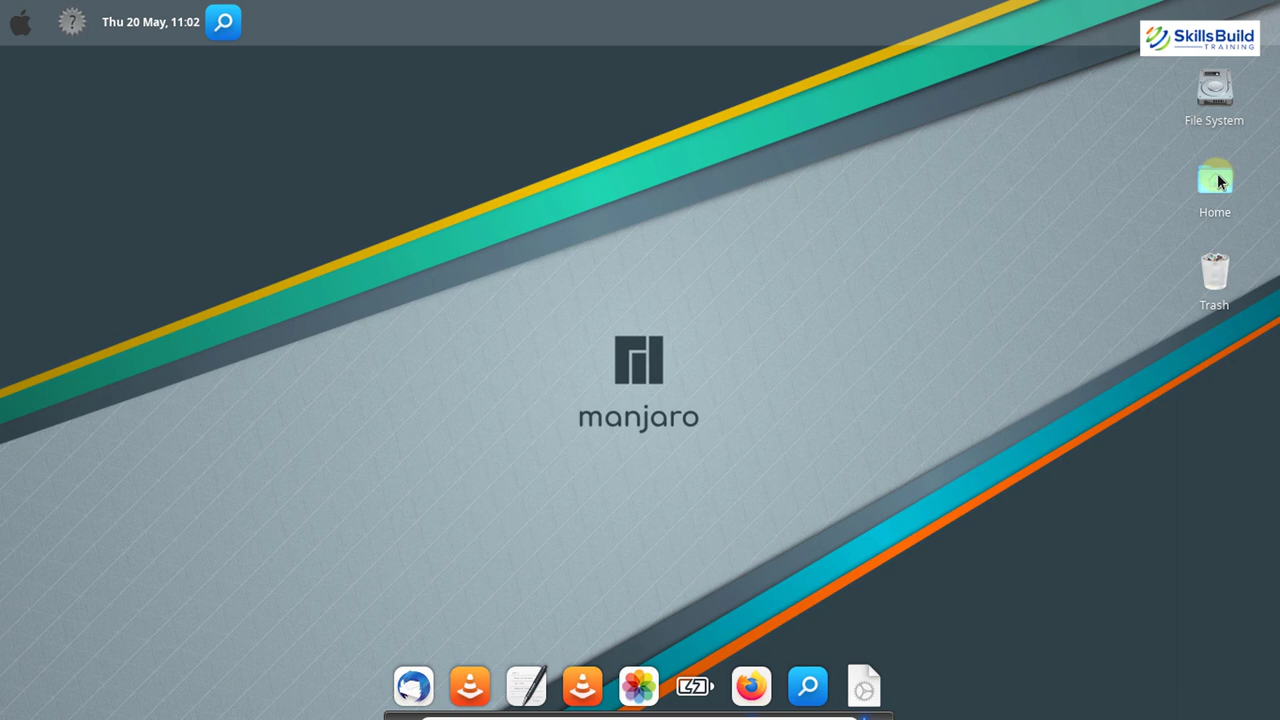 Thu 20 May, 11:02
SkillsBuild
TRAINING
File System
Home
Trash
manjaro